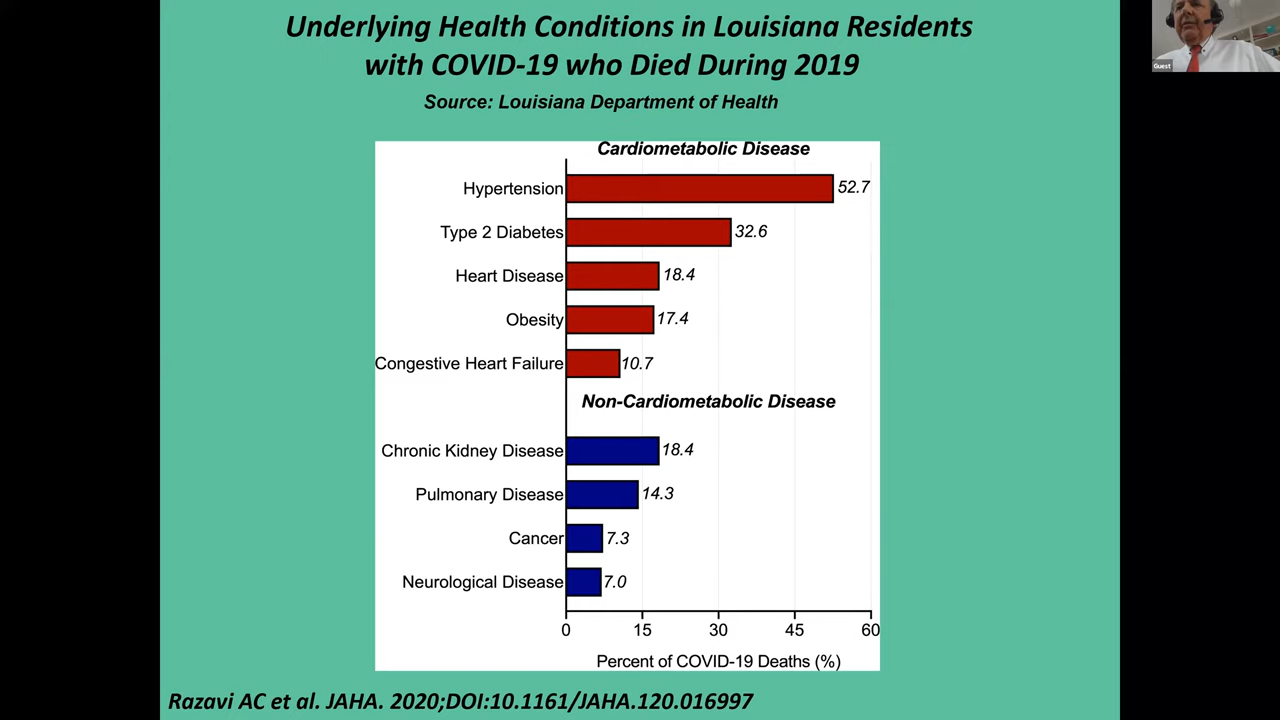 Underlying Health Conditions in Louisiana Residents
with COVID-19 who Died During 2019
Source: Louisiana Department of Health
Guest
Cardiometabolic Disease
Hypertension 52.7
Type 2 Diabetes 32.6
Heart Disease 18.4
Obesity 17.4
Congestive Heart Failure 10.7
Non-Cardiometabolic Disease
Chronic Kidney Disease 18.4
Pulmonary Disease 14.3
Cancer 7.3
Neurological Disease 7.0
0 15 30 45 60
Percent of COVID-19 Deaths (%)
Razavi AC et al. JAHA. 2020;DOI:10.1161/JAHA.120.016997